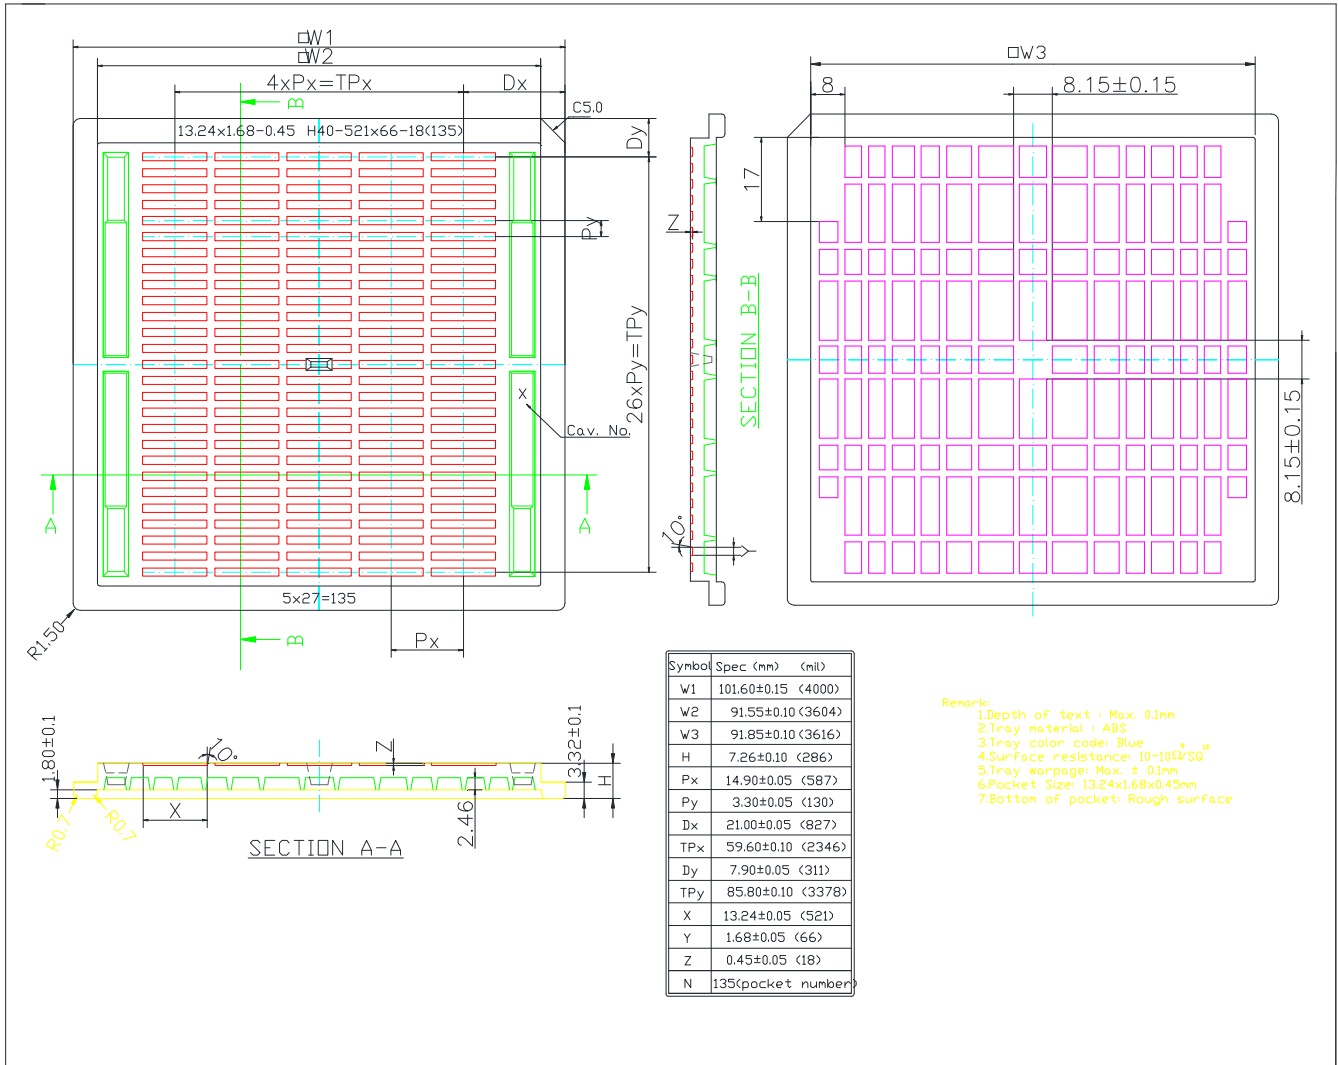 □W1
□W2
4xPx=TPx
Dx
C5.0
13.24x1.68-0.45 H40-521x66-18(135)
Dy
B
Py
26xPy=TPy
X
Cav. No.
A
A
5x27=135
B
R1.50
Px
Z
SECTION B-B
10°
Y
□W3
8
8.15±0.15
17
8.15±0.15
1.80±0.1
10°
Z
3.32±0.1
H
R0.7
R0.7
X
2.46
SECTION A-A
Symbol Spec (mm) (mil)
W1 101.60±0.15 (4000)
W2 91.55±0.10 (3604)
W3 91.85±0.10 (3616)
H 7.26±0.10 (286)
Px 14.90±0.05 (587)
Py 3.30±0.05 (130)
Dx 21.00±0.05 (827)
TPx 59.60±0.10 (2346)
Dy 7.90±0.05 (311)
TPy 85.80±0.10 (3378)
X 13.24±0.05 (521)
Y 1.68±0.05 (66)
Z 0.45±0.05 (18)
N 135(pocket number)
Remark:
1.Depth of text : Max. 0.1mm
2.Tray material : ABS
3.Tray color code: Blue
4.Surface resistance:
5.Tray warpage: Max. ± 0.1mm
6.Pocket Size: 13.24x1.68x0.45mm
7.Bottom of pocket: Rough surface